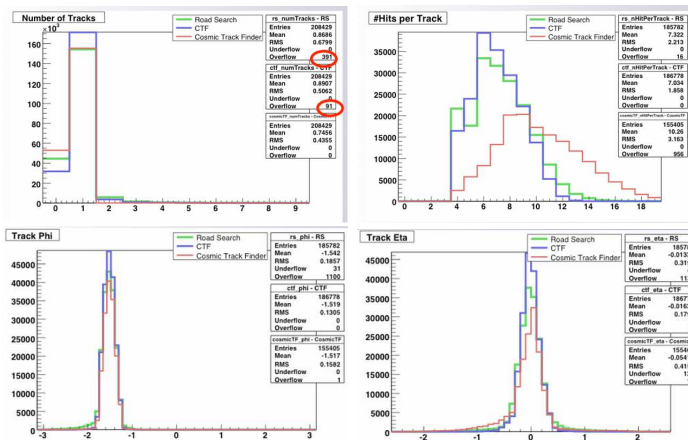 Number of Tracks
×10³
Road Search
CTF
Cosmic Track Finder
rs_numTracks - RS
Entries 208429
Mean 0.8686
RMS 0.6799
Underflow 0
Overflow 391
ctf_numTracks - CTF
Entries 208429
Mean 0.8907
RMS 0.5062
Underflow 0
Overflow 91
Entries 208429
Mean 0.7456
RMS 0.4355
Underflow 0
Overflow 0
160
140
120
100
80
60
40
20
0
0 1 2 3 4 5 6 7 8 9
#Hits per Track
Road Search
CTF
Cosmic Track Finder
rs_nHitPerTrack - RS
Entries 185782
Mean 7.322
RMS 2.213
Underflow 0
Overflow 16
ctf_nHitPerTrack - CTF
Entries 186778
Mean 7.034
RMS 1.858
Underflow 0
Overflow 0
cosmicTF_nHitPerTrack - CosmicTF
Entries 155405
Mean 10.26
RMS 3.163
Underflow 0
Overflow 956
35000
30000
25000
20000
15000
10000
5000
0
0 2 4 6 8 10 12 14 16 18
Track Phi
Road Search
CTF
Cosmic Track Finder
rs_phi - RS
Entries 185782
Mean -1.542
RMS 0.1857
Underflow 31
Overflow 1100
ctf_phi - CTF
Entries 186778
Mean -1.519
RMS 0.1305
Underflow 0
Overflow 0
cosmicTF_phi - CosmicTF
Entries 155405
Mean -1.517
RMS 0.1582
Underflow 0
Overflow 1
45000
40000
35000
30000
25000
20000
15000
10000
5000
0
-3 -2 -1 0 1 2 3
Track Eta
Road Search
CTF
Cosmic Track Finder
rs_eta - RS
Entries
Mean
RMS
Underflow
Overflow
ctf_eta - CTF
Entries
Mean
RMS
Underflow
Overflow
cosmicTF_eta - CosmicT
Entries
Mean
RMS
Underflow
Overflow
45000
40000
35000
30000
25000
20000
15000
10000
5000
0
-2 -1 0 1 2